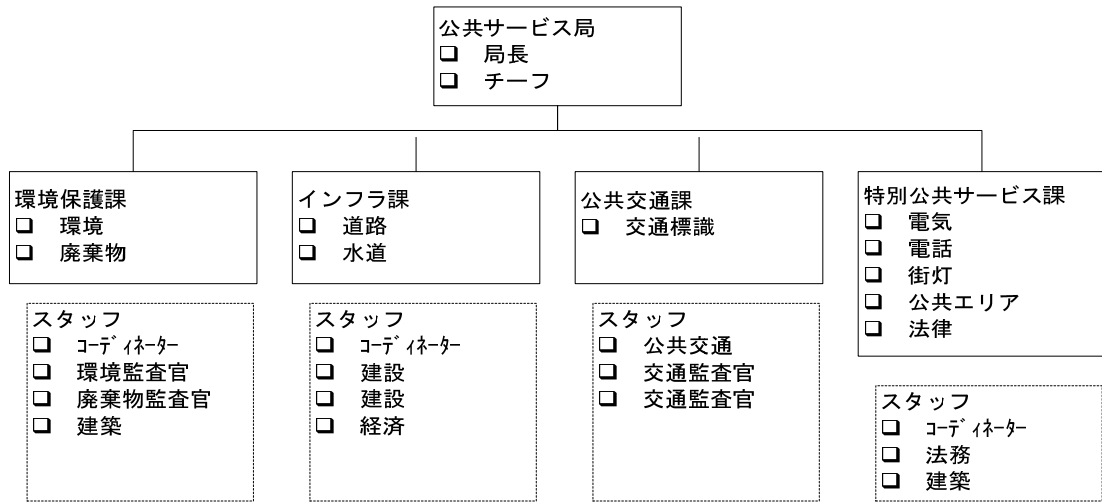 公共サービス局
❑ 局長
❑ チーフ
環境保護課
❑ 環境
❑ 廃棄物
インフラ課
❑ 道路
❑ 水道
公共交通課
❑ 交通標識
特別公共サービス課
❑ 電気
❑ 電話
❑ 街灯
❑ 公共エリア
❑ 法律
スタッフ
❑ ｺｰﾃﾞｨﾈｰﾀｰ
❑ 環境監査官
❑ 廃棄物監査官
❑ 建築
スタッフ
❑ ｺｰﾃﾞｨﾈｰﾀｰ
❑ 建設
❑ 建設
❑ 経済
スタッフ
❑ 公共交通
❑ 交通監査官
❑ 交通監査官
スタッフ
❑ ｺｰﾃﾞｨﾈｰﾀｰ
❑ 法務
❑ 建築